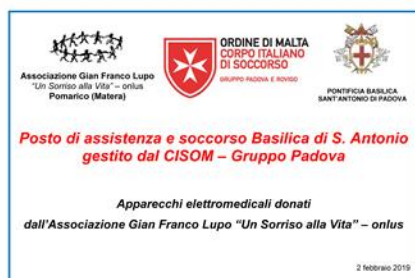 Associazione Gian Franco Lupo
"Un Sorriso alla Vita" – onlus
Pomarico (Matera)
ORDINE DI MALTA
CORPO ITALIANO
DI SOCCORSO
GRUPPO PADOVA E ROVIGO
PONTIFICIA BASILICA
SANT'ANTONIO DI PADOVA
Posto di assistenza e soccorso Basilica di S. Antonio
gestito dal CISOM – Gruppo Padova
Apparecchi elettromedicali donati
dall'Associazione Gian Franco Lupo "Un Sorriso alla Vita" – onlus
2 febbraio 2019